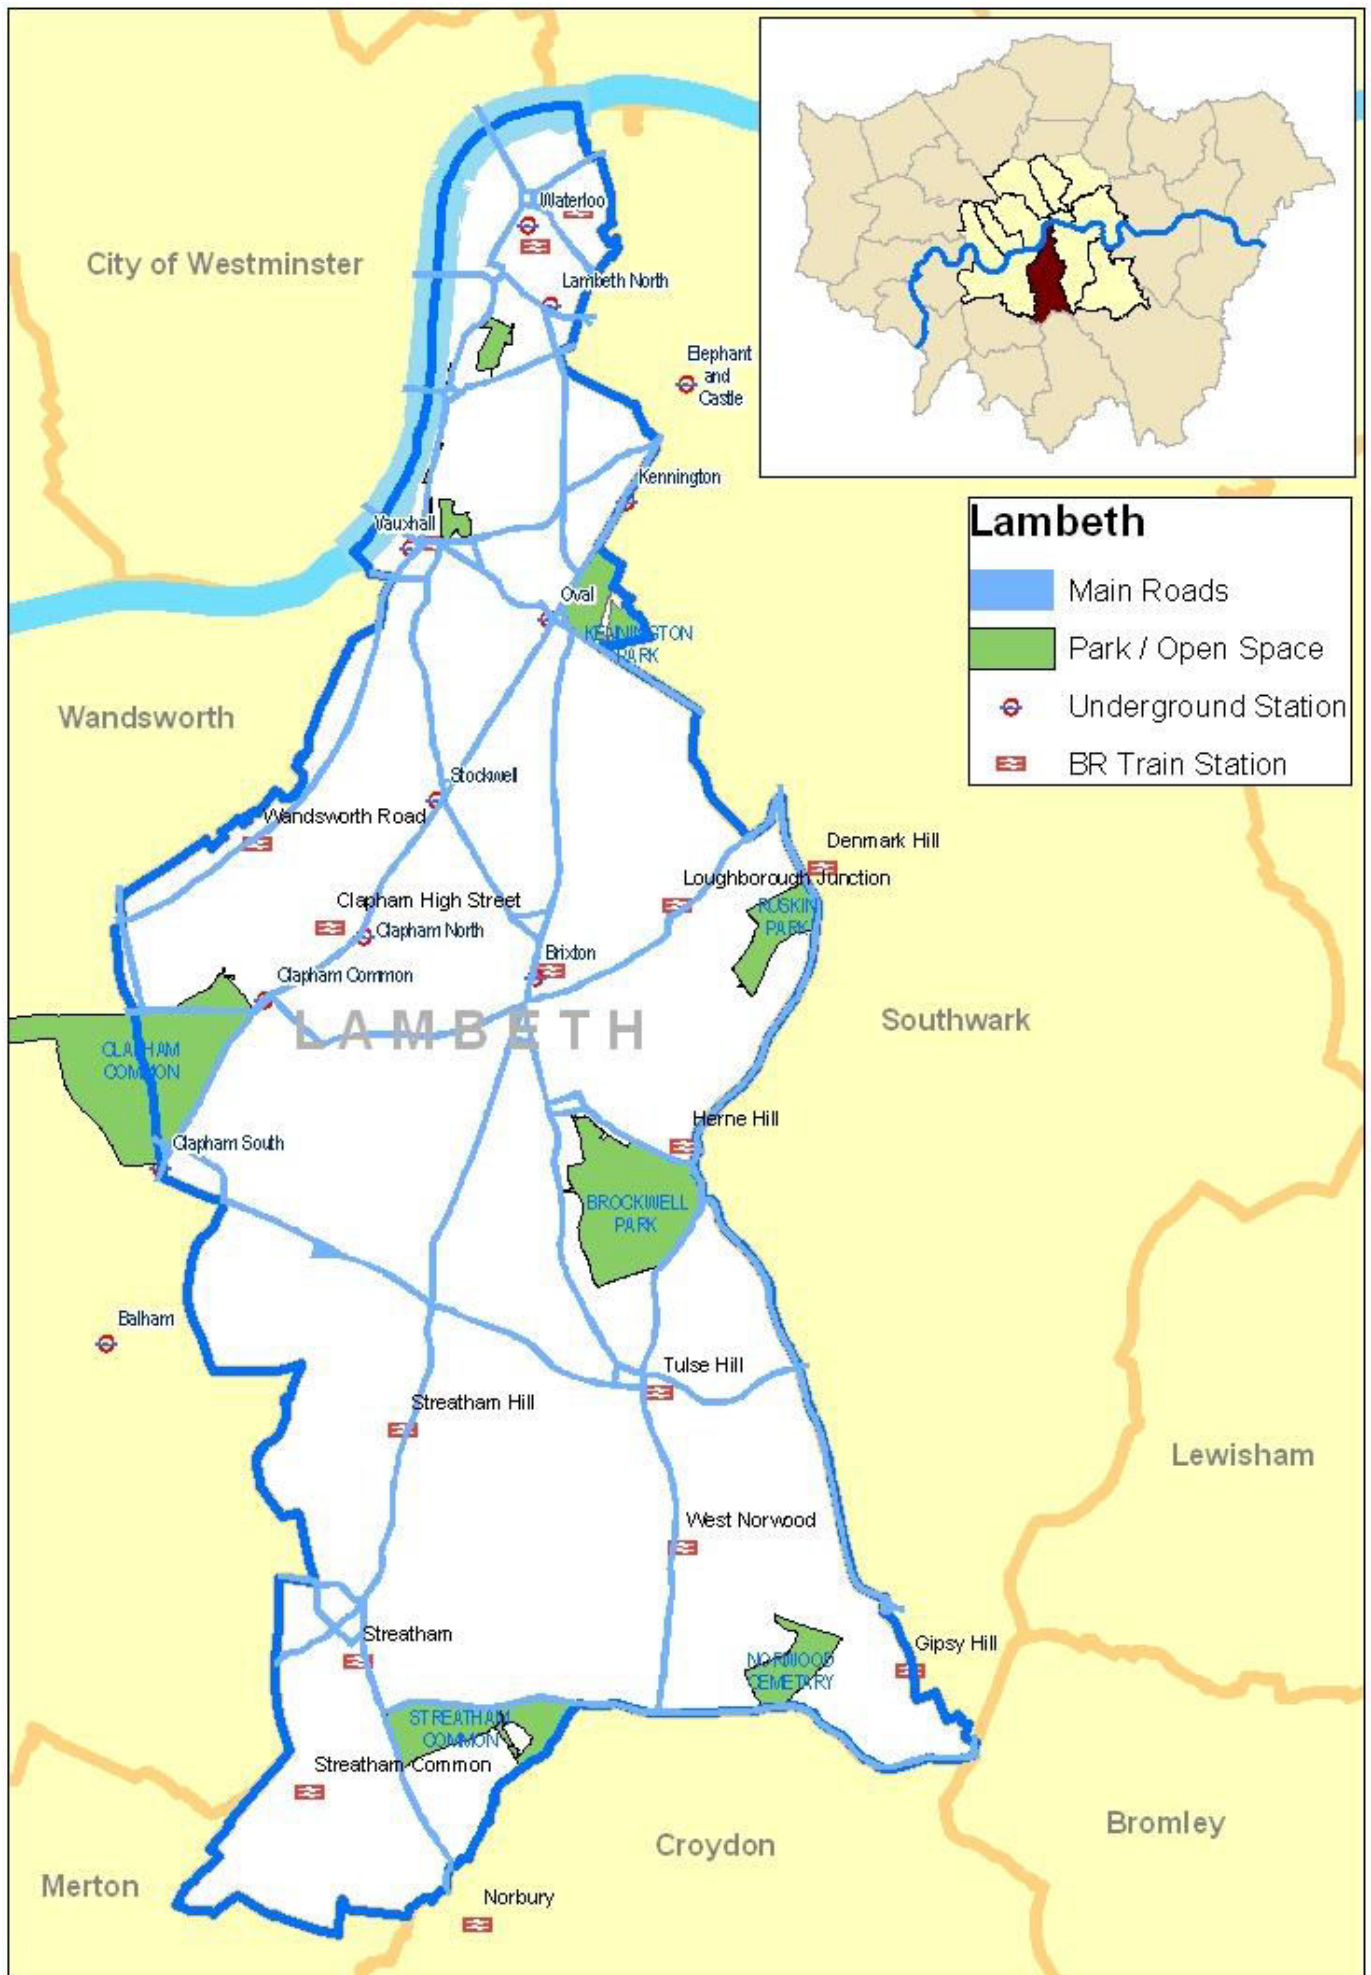 Waterloo
City of Westminster
Lambeth North
Elephant
and
Castle
Kennington
Lambeth
Main Roads
Park / Open Space
Underground Station
BR Train Station
Vauxhall
Oval
KENNINGTON
PARK
Wandsworth
Stockwell
Wandsworth Road
Denmark Hill
Loughborough Junction
RUSKIN
PARK
Clapham High Street
Clapham North
Brixton
Clapham Common
LAMBETH
Southwark
CLAPHAM
COMMON
Herne Hill
Clapham South
BROCKWELL
PARK
Balham
Tulse Hill
Streatham Hill
Lewisham
West Norwood
Streatham
Gipsy Hill
NORWOOD
CEMETARY
STREATHAM
COMMON
Streatham Common
Bromley
Croydon
Merton
Norbury